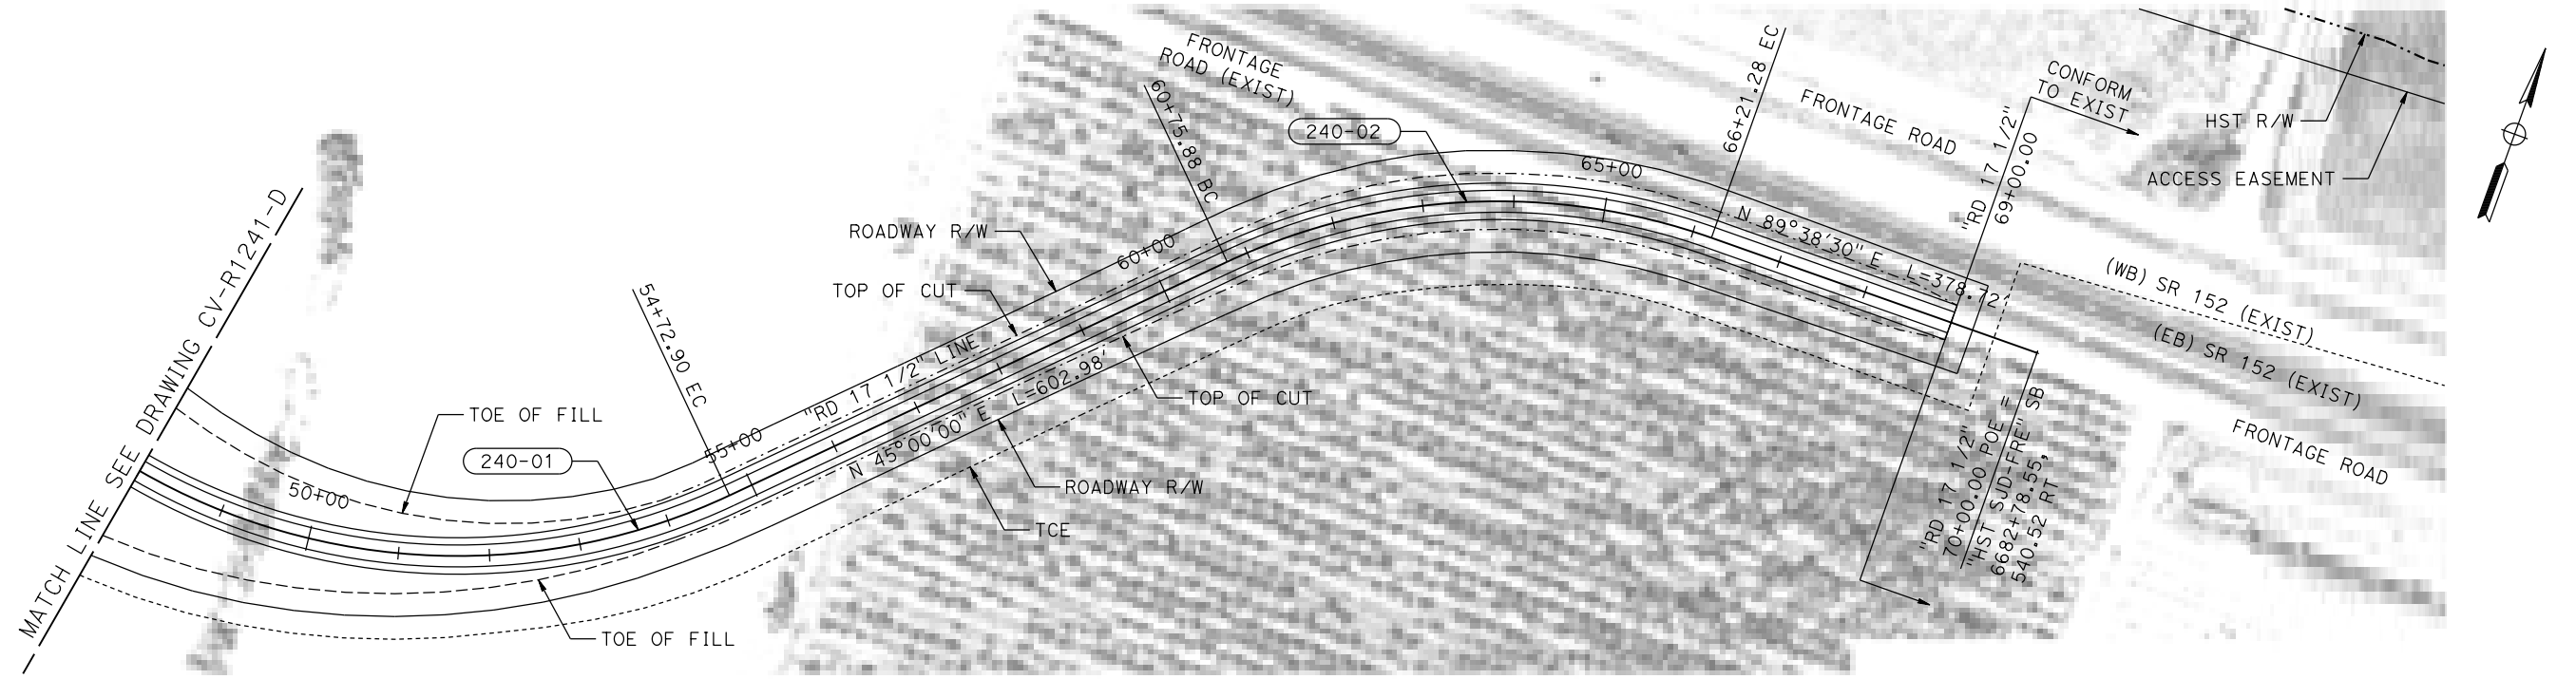 MATCH LINE SEE DRAWING CV-R1241-D
50+00
TOE OF FILL
240-01
TOE OF FILL
54+72.90 EC
55+00
"RD 17 1/2" LINE
N 45°00'00" E L=602.98'
ROADWAY R/W
TOP OF CUT
60+00
TOP OF CUT
ROADWAY R/W
TCE
FRONTAGE
ROAD (EXIST)
60+75.88 BC
240-02
65+00
66+21.28 EC
N 89°38'30" E L=378.72'
FRONTAGE ROAD
"RD 17 1/2"
69+00.00
CONFORM
TO EXIST
HST R/W
ACCESS EASEMENT
(WB) SR 152 (EXIST)
(EB) SR 152 (EXIST)
FRONTAGE ROAD
"RD 17 1/2"
70+00.00 POE =
"HST SJD-FRE" SB
6682+78.55,
540.52 RT